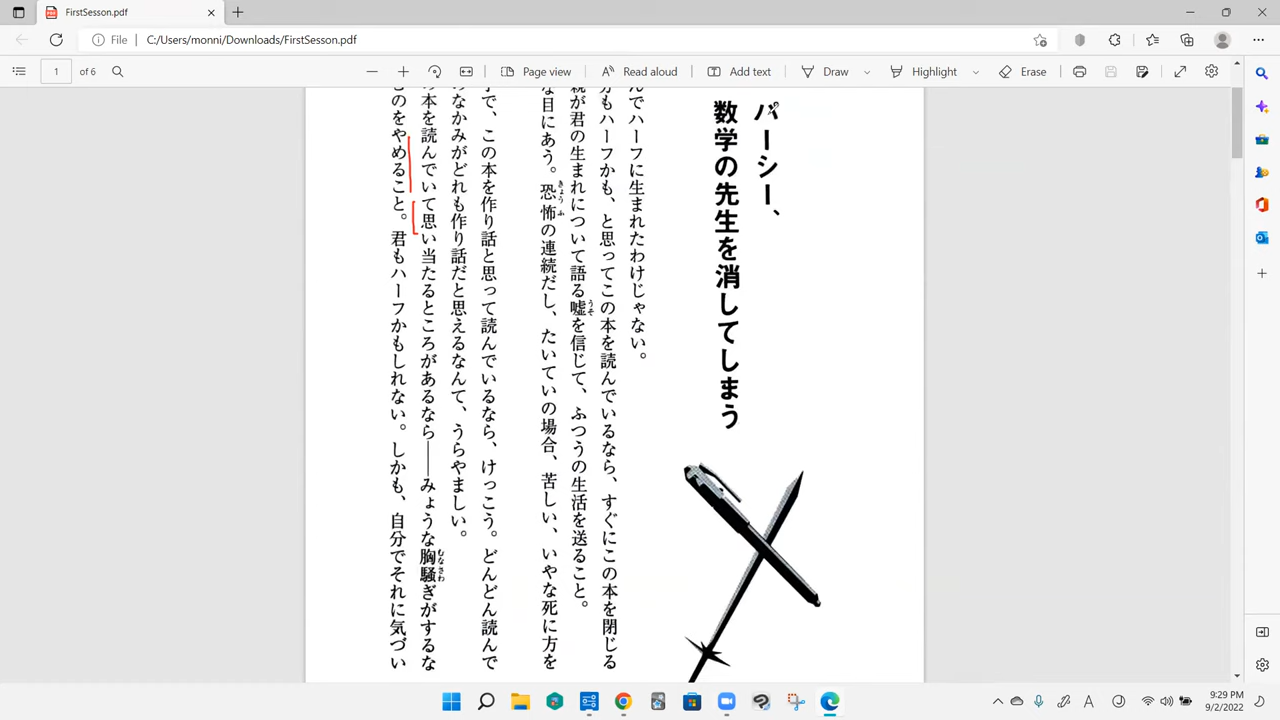 FirstSesson.pdf
File
C:/Users/monni/Downloads/FirstSesson.pdf
1
of 6
Page view
Read aloud
Add text
Draw
Highlight
Erase
パーシー、
数学の先生を消してしまう
んでハーフに生まれたわけじゃない。
分もハーフかも、と思ってこの本を読んでいるなら、すぐにこの本を閉じる
親が君の生まれについて語る嘘を信じて、ふつうの生活を送ること。
な目にあう。恐怖の連続だし、たいていの場合、苦しい、いやな死に方を
で、この本を作り話と思って読んでいるなら、けっこう。どんどん読んで
のなかみがどれも作り話だと思えるなんて、うらやましい。
の本を読んでいて思い当たるところがあるなら――みょうな胸騒ぎがするな
ものをやめること。君もハーフかもしれない。しかも、自分でそれに気づい
9:29 PM
9/2/2022